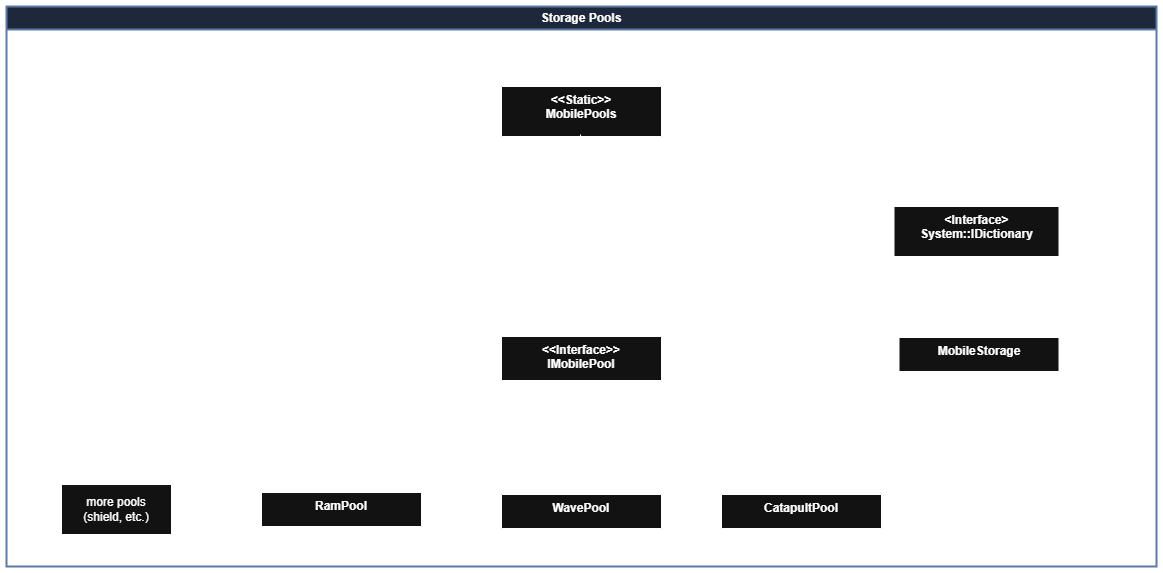 Storage Pools
<<Static>>
MobilePools
<Interface>
System::IDictionary
<<Interface>>
IMobilePool
MobileStorage
more pools
(shield, etc.)
RamPool
WavePool
CatapultPool